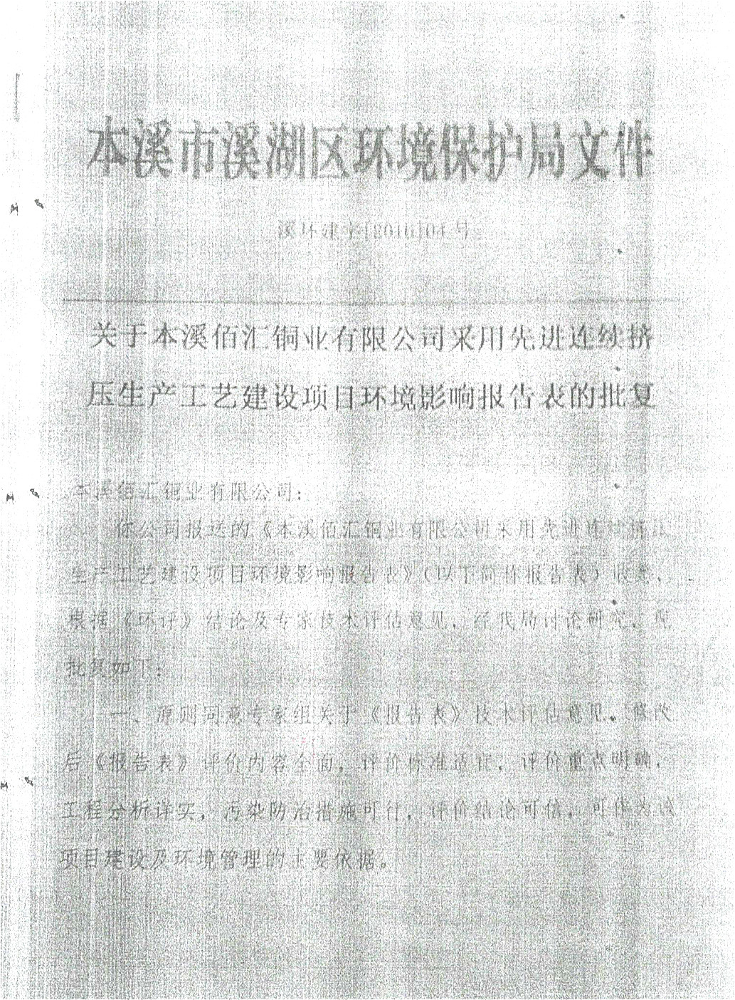 本溪市溪湖区环境保护局文件
关于本溪佰汇铜业有限公司采用先进连续挤
压生产工艺建设项目环境影响报告表的批复
本溪佰汇铜业有限公司：
你公司报送的《本溪佰汇铜业有限公司采用先进连续挤压
生产工艺建设项目环境影响报告表》（以下简称报告表）收悉，
根据《环评》结论及专家技术评估意见，经我局讨论研究，现
批复如下：
一、原则同意专家组关于《报告表》技术评估意见。修改
后《报告表》评价内容全面，评价标准适宜，评价重点明确，
工程分析详实，污染防治措施可行，评价结论可信，可作为该
项目建设及环境管理的主要依据。